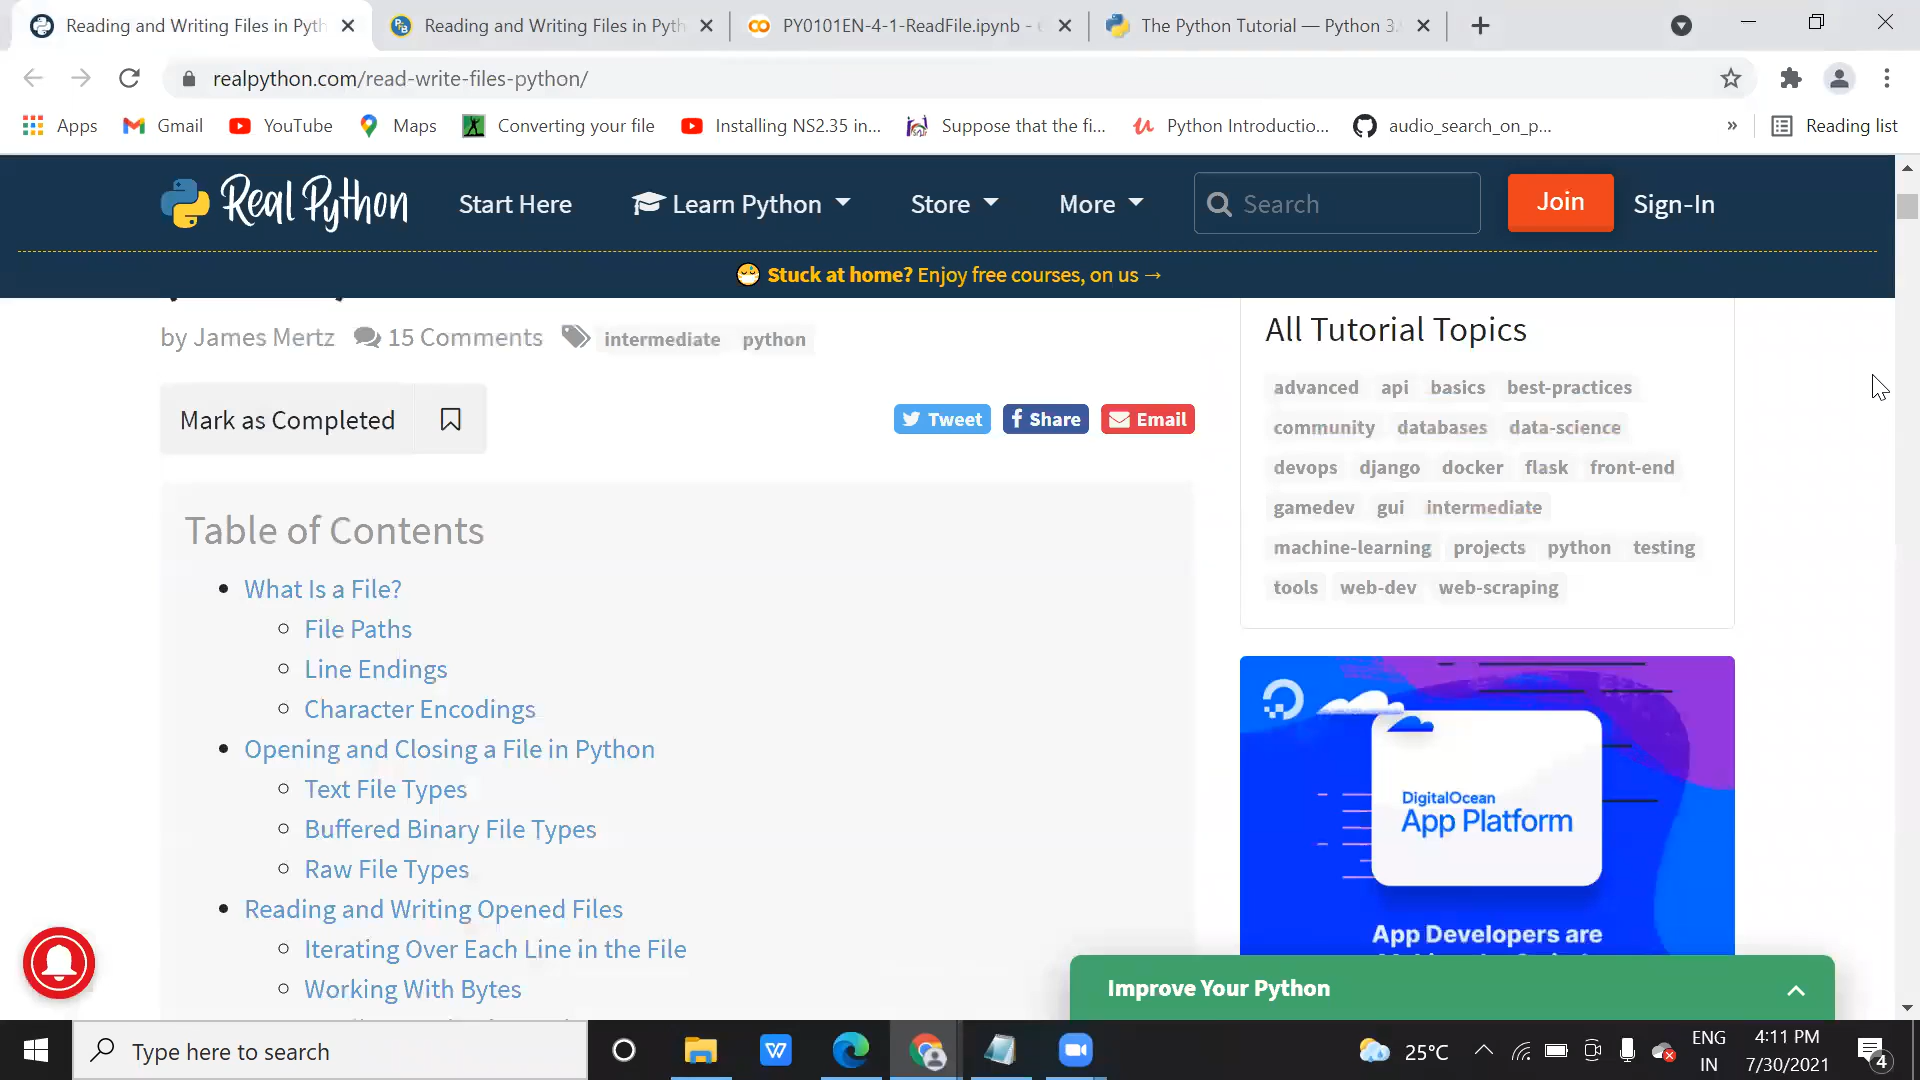 Reading and Writing Files in Pyth
Reading and Writing Files in Pyth
PY0101EN-4-1-ReadFile.ipynb -
The Python Tutorial — Python 3.
realpython.com/read-write-files-python/
Apps
Gmail
YouTube
Maps
Converting your file
Installing NS2.35 in...
Suppose that the fi...
Python Introductio...
audio_search_on_p...
»
Reading list
Real Python
Start Here
Learn Python
Store
More
Search
Join
Sign-In
Stuck at home? Enjoy free courses, on us →
by James Mertz
15 Comments
intermediate
python
Mark as Completed
Tweet
Share
Email
Table of Contents
What Is a File?
File Paths
Line Endings
Character Encodings
Opening and Closing a File in Python
Text File Types
Buffered Binary File Types
Raw File Types
Reading and Writing Opened Files
Iterating Over Each Line in the File
Working With Bytes
All Tutorial Topics
advanced api basics best-practices
community databases data-science
devops django docker flask front-end
gamedev gui intermediate
machine-learning projects python testing
tools web-dev web-scraping
DigitalOcean
App Platform
App Developers are
Improve Your Python
Type here to search
25°C
ENG
IN
4:11 PM
7/30/2021
4